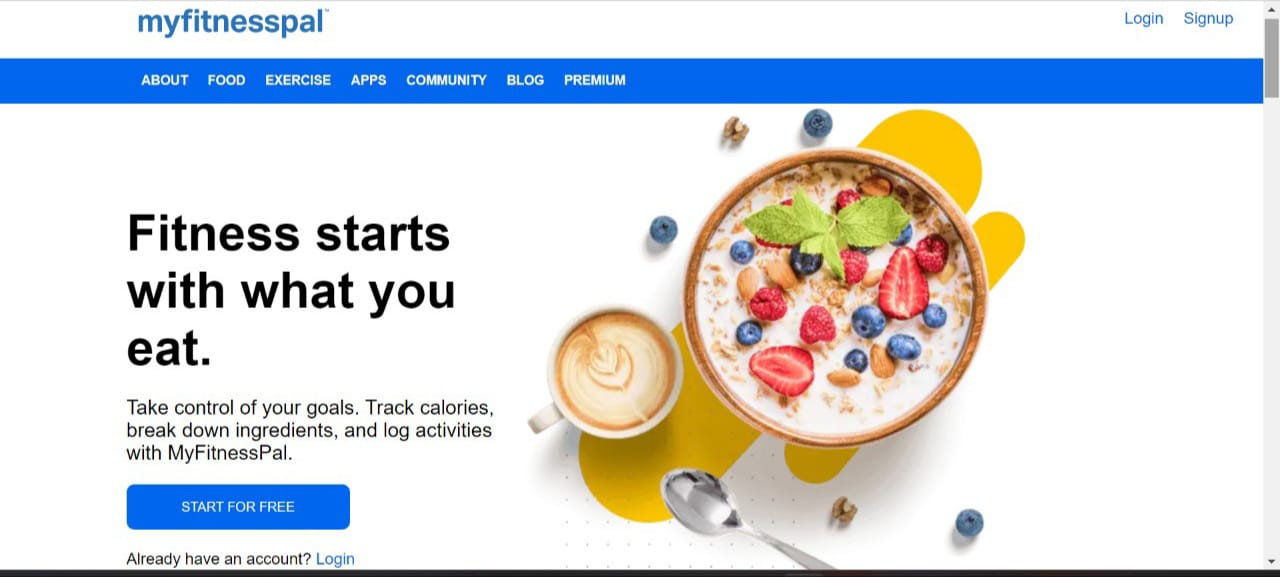 myfitnesspal™
Login Signup
ABOUT FOOD EXERCISE APPS COMMUNITY BLOG PREMIUM
Fitness starts
with what you
eat.
Take control of your goals. Track calories,
break down ingredients, and log activities
with MyFitnessPal.
START FOR FREE
Already have an account? Login